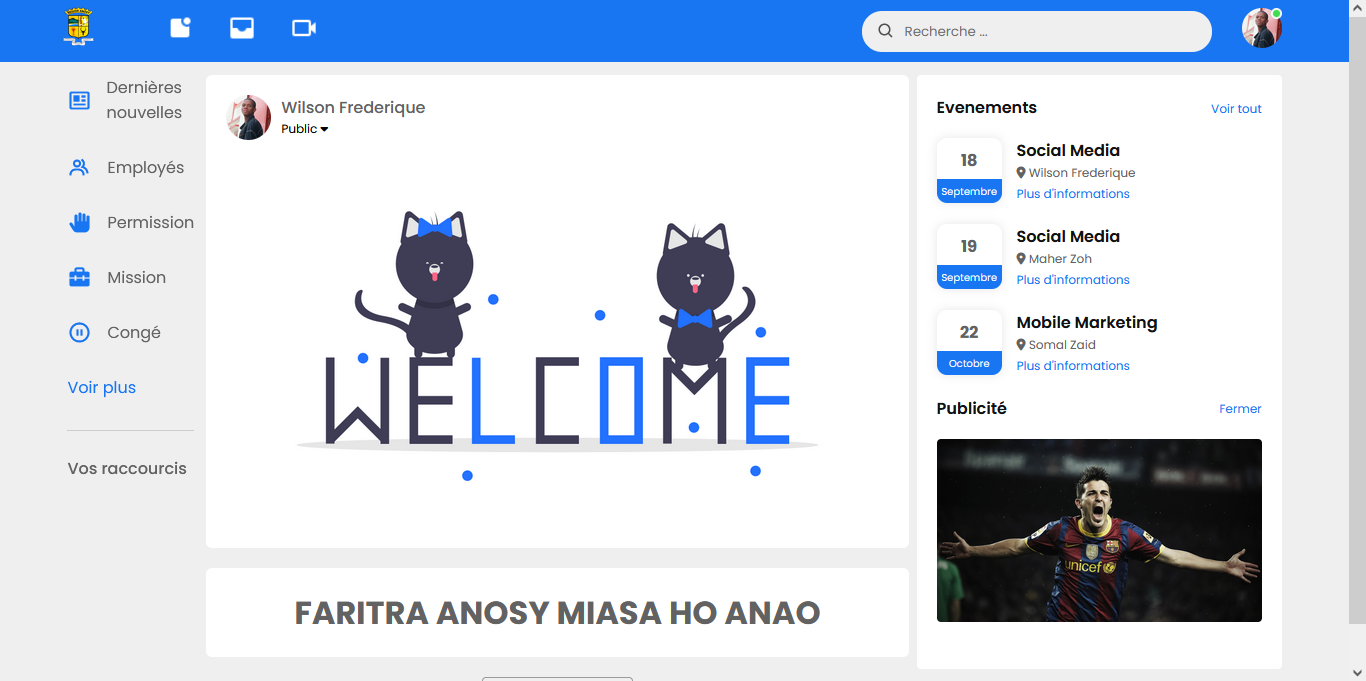 Recherche ...
Dernières
nouvelles
Employés
Permission
Mission
Congé
Voir plus
Vos raccourcis
Wilson Frederique
Public
WELCOME
FARITRA ANOSY MIASA HO ANAO
Evenements
Voir tout
18
Septembre
Social Media
Wilson Frederique
Plus d'informations
19
Septembre
Social Media
Maher Zoh
Plus d'informations
22
Octobre
Mobile Marketing
Somal Zaid
Plus d'informations
Publicité
Fermer
unicef